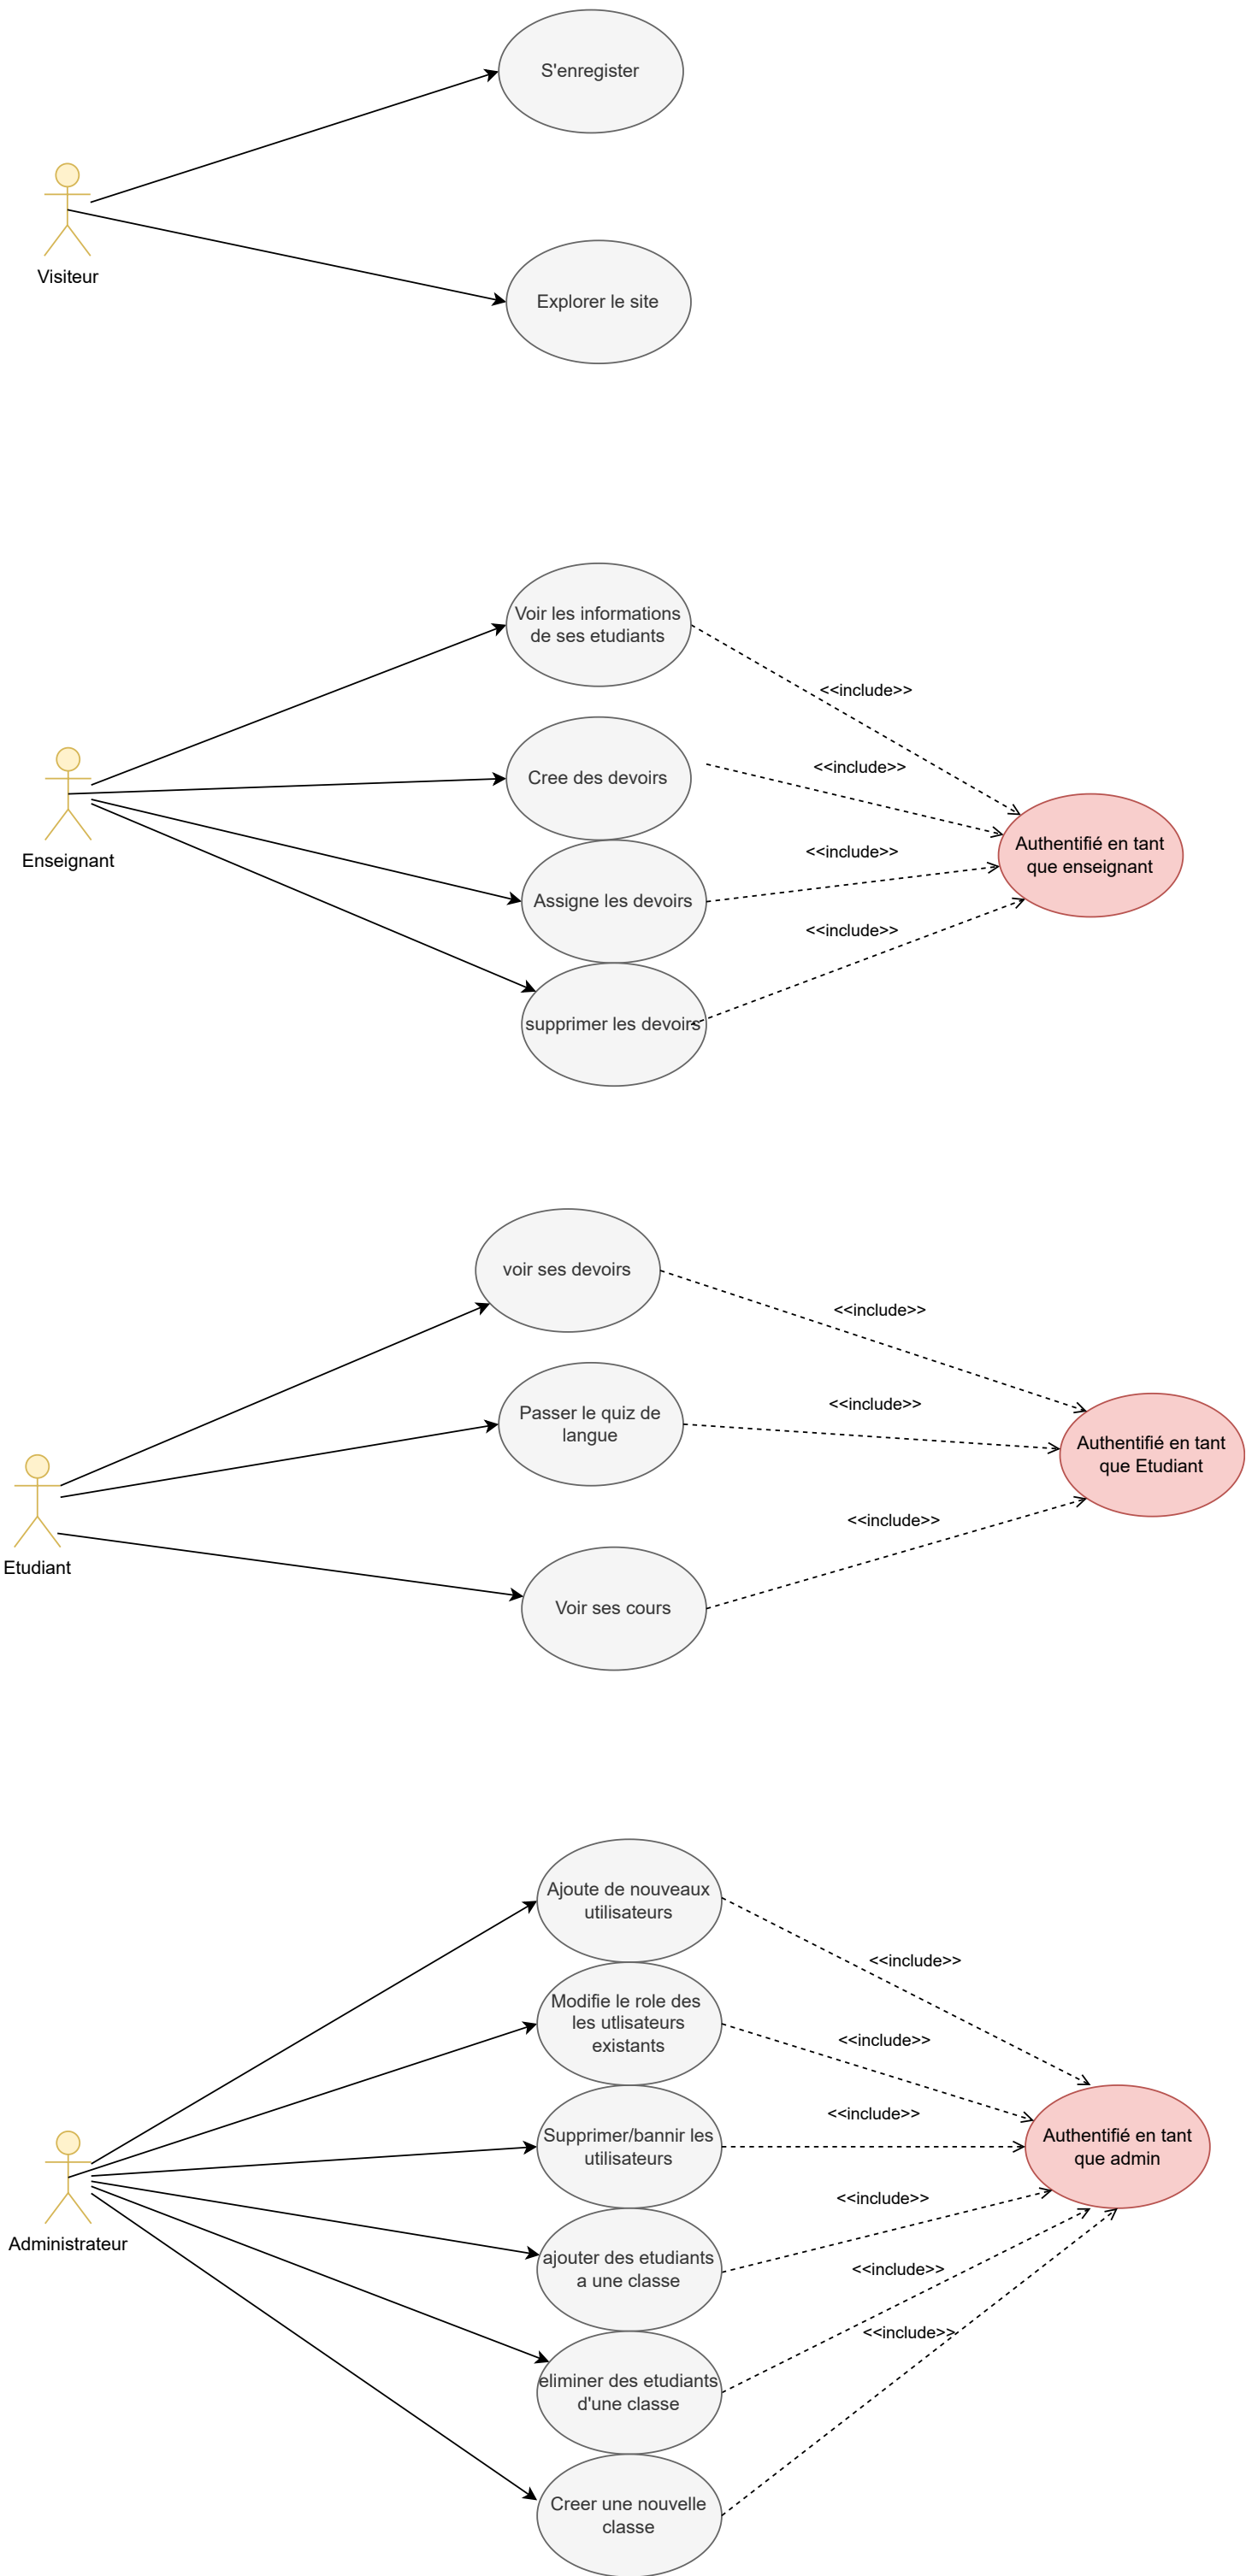 S'enregister
Visiteur
Explorer le site
Voir les informations
de ses etudiants
<<include>>
Cree des devoirs
<<include>>
Enseignant
Authentifié en tant
que enseignant
<<include>>
Assigne les devoirs
<<include>>
supprimer les devoirs
voir ses devoirs
<<include>>
Passer le quiz de
langue
<<include>>
Authentifié en tant
que Etudiant
Etudiant
<<include>>
Voir ses cours
Ajoute de nouveaux
utilisateurs
<<include>>
Modifie le role des
les utlisateurs
existants
<<include>>
<<include>>
Supprimer/bannir les
utilisateurs
Authentifié en tant
que admin
Administrateur
<<include>>
ajouter des etudiants
a une classe
<<include>>
<<include>>
eliminer des etudiants
d'une classe
Creer une nouvelle
classe